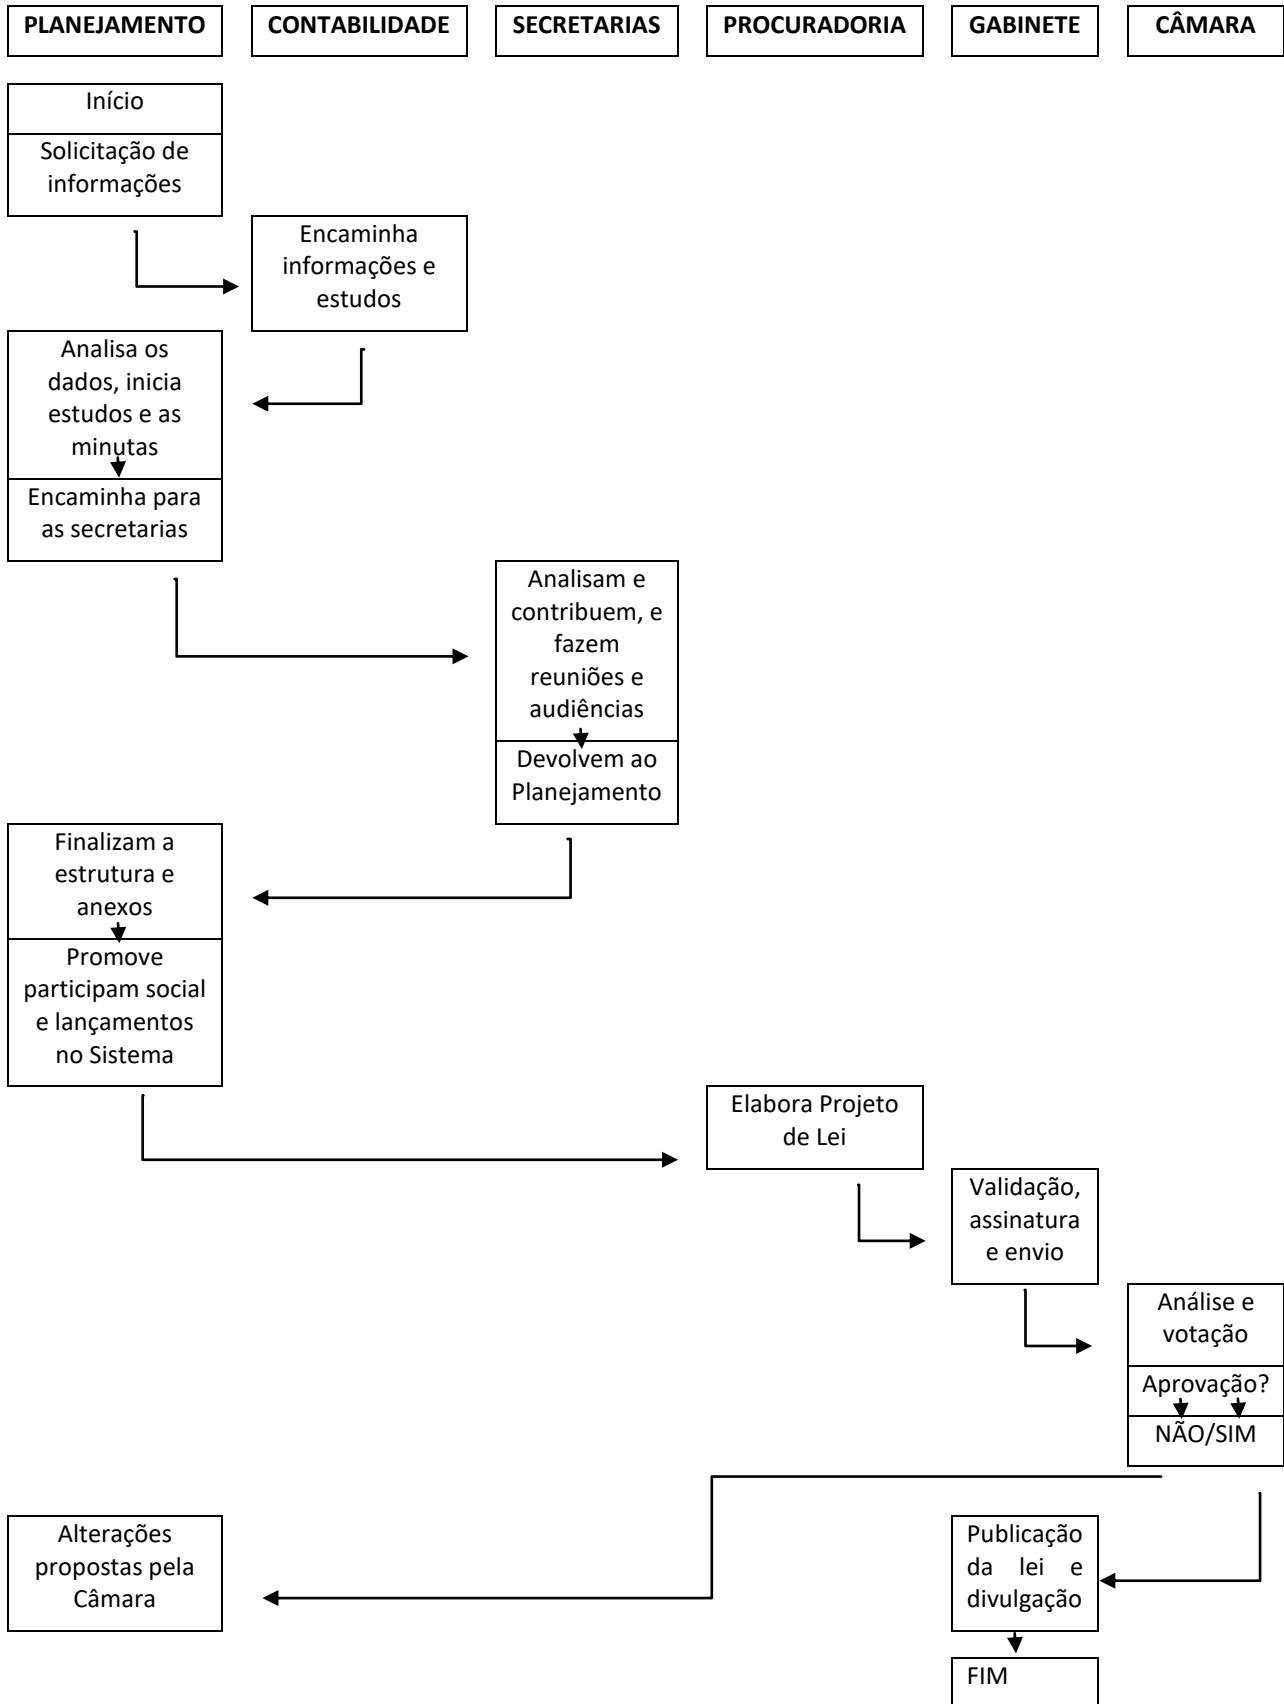 PLANEJAMENTO
CONTABILIDADE
SECRETARIAS
PROCURADORIA
GABINETE
CÂMARA
Início
Solicitação de
informações
Encaminha
informações e
estudos
Analisa os
dados, inicia
estudos e as
minutas
Encaminha para
as secretarias
Analisam e
contribuem, e
fazem
reuniões e
audiências
Devolvem ao
Planejamento
Finalizam a
estrutura e
anexos
Promove
participam social
e lançamentos
no Sistema
Elabora Projeto
de Lei
Validação,
assinatura
e envio
Análise e
votação
Aprovação?
NÃO/SIM
Alterações
propostas pela
Câmara
Publicação
da lei e
divulgação
FIM